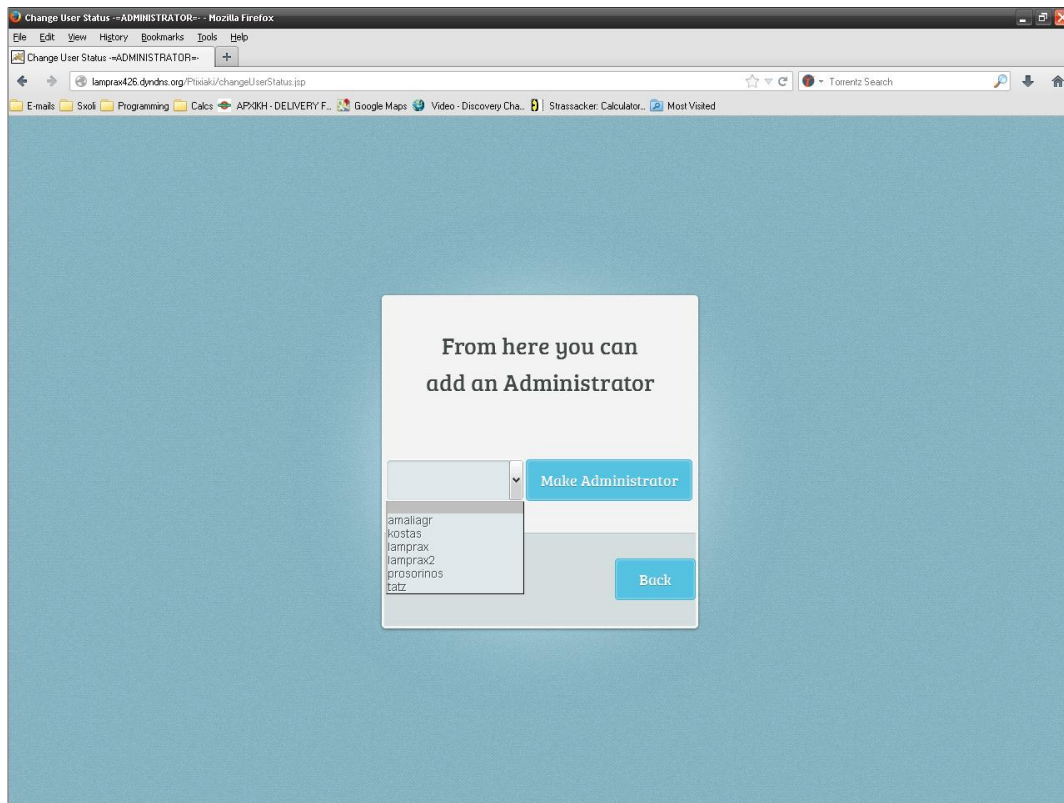 Change User Status -=ADMINISTRATOR=- - Mozilla Firefox
File Edit View History Bookmarks Tools Help
Change User Status -=ADMINISTRATOR=-
lamprax426.dyndns.org/Ptixiaki/changeUserStatus.jsp
Torrentz Search
E-mails Sxoli Programming Calcs ΑΡΧΙΚΗ - DELIVERY F... Google Maps Video - Discovery Cha... Strassacker: Calculator... Most Visited
From here you can
add an Administrator
Make Administrator
amaliagr
kostas
lamprax
lamprax2
prosorinos
tatz
Back